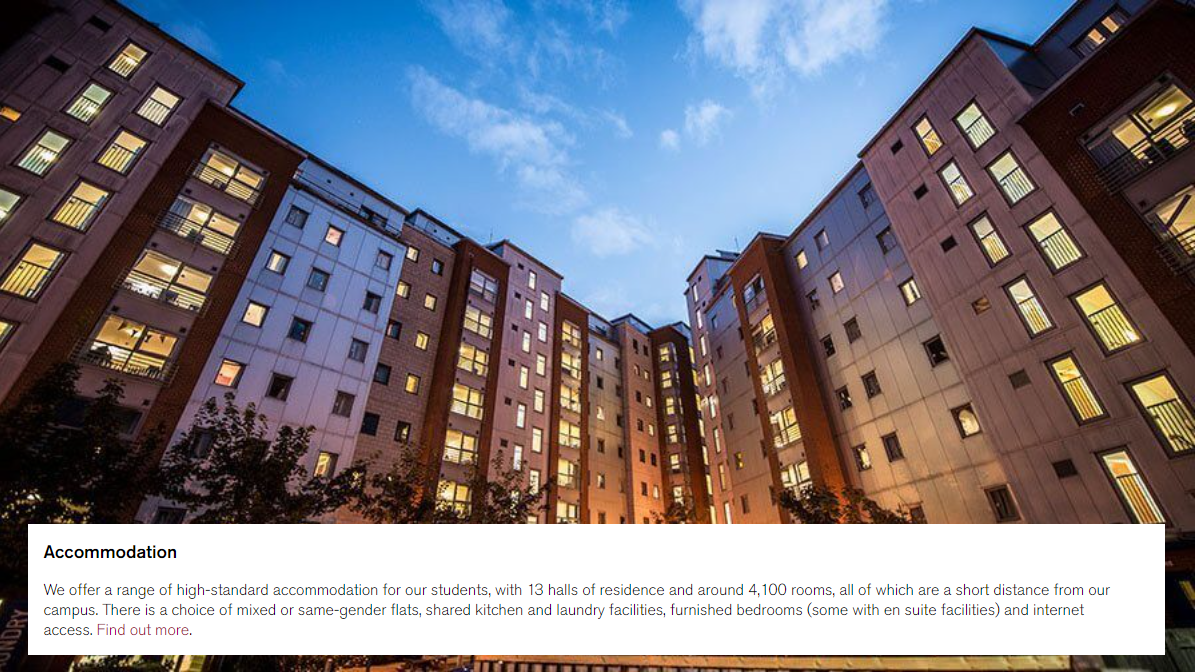 Accommodation
We offer a range of high-standard accommodation for our students, with 13 halls of residence and around 4,100 rooms, all of which are a short distance from our
campus. There is a choice of mixed or same-gender flats, shared kitchen and laundry facilities, furnished bedrooms (some with en suite facilities) and internet
access. Find out more.